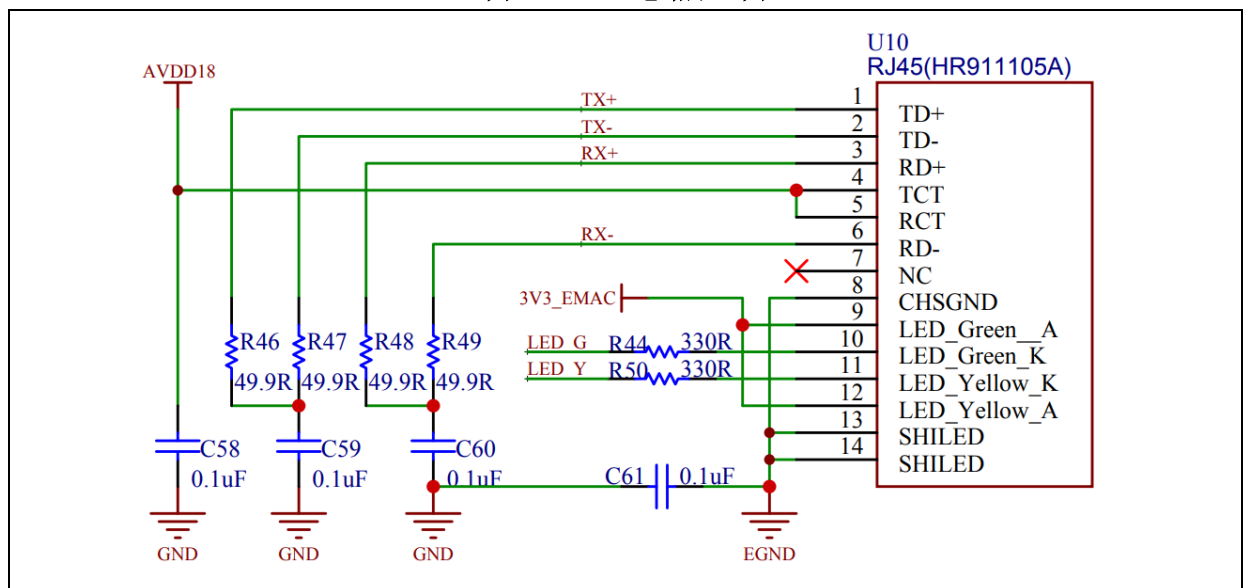 U10
RJ45(HR911105A)
AVDD18
TX+
1
TD+
TX-
2
TD-
RX+
3
RD+
4
TCT
5
RCT
RX-
6
RD-
7
NC
3V3_EMAC
8
CHSGND
9
LED_Green__A
LED_G
R44
330R
10
LED_Green_K
LED_Y
R50
330R
11
LED_Yellow_K
12
LED_Yellow_A
13
SHILED
14
SHILED
R46
R47
R48
R49
49.9R
49.9R
49.9R
49.9R
C58
C59
C60
0.1uF
0.1uF
0.1uF
C61
0.1uF
GND
GND
GND
EGND